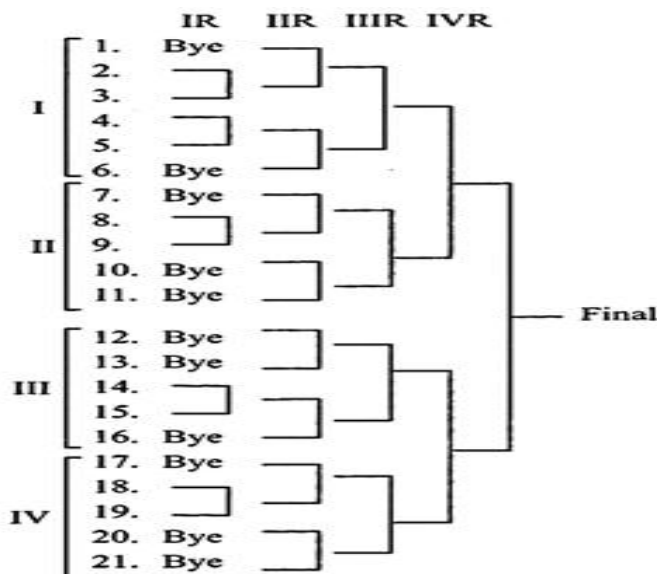 IR IIR IIIR IVR
1. Bye
2.
3.
I
4.
5.
6. Bye
7. Bye
8.
II
9.
10. Bye
11. Bye
Final
12. Bye
13. Bye
III
14.
15.
16. Bye
17. Bye
18.
IV
19.
20. Bye
21. Bye